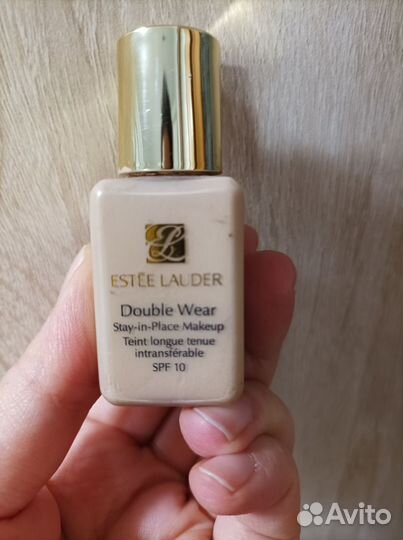 ESTĒE LAUDER
Double Wear
Stay-in-Place Makeup
Teint longue tenue
intransférable
SPF 10
Avito